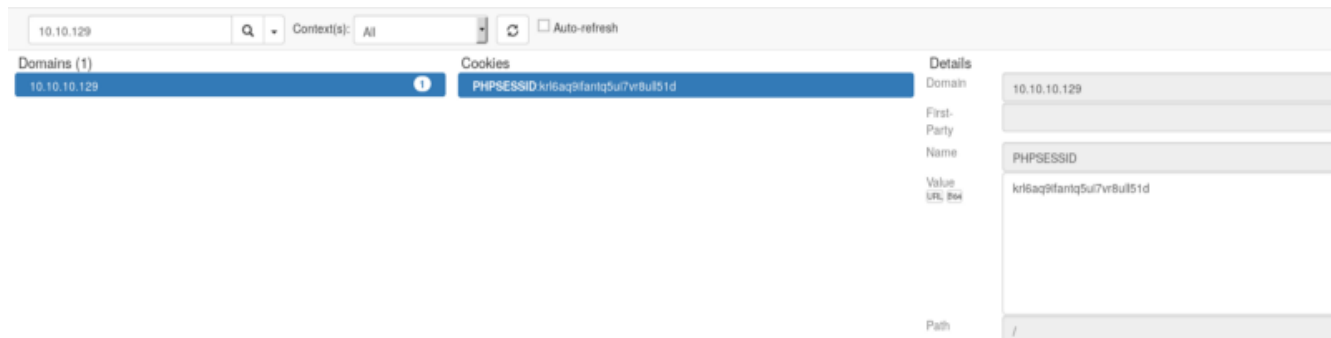 10.10.129 Context(s): All Auto-refresh
Domains (1) Cookies Details
10.10.10.129 1 PHPSESSID:krl6aq9ifantq5ui7vr8ull51d Domain 10.10.10.129
First-
Party
Name PHPSESSID
Value krl6aq9ifantq5ui7vr8ull51d
URL B64
Path /